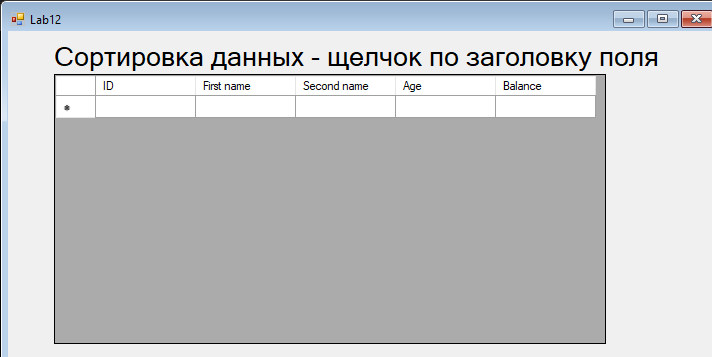 Lab12
Сортировка данных - щелчок по заголовку поля
ID First name Second name Age Balance